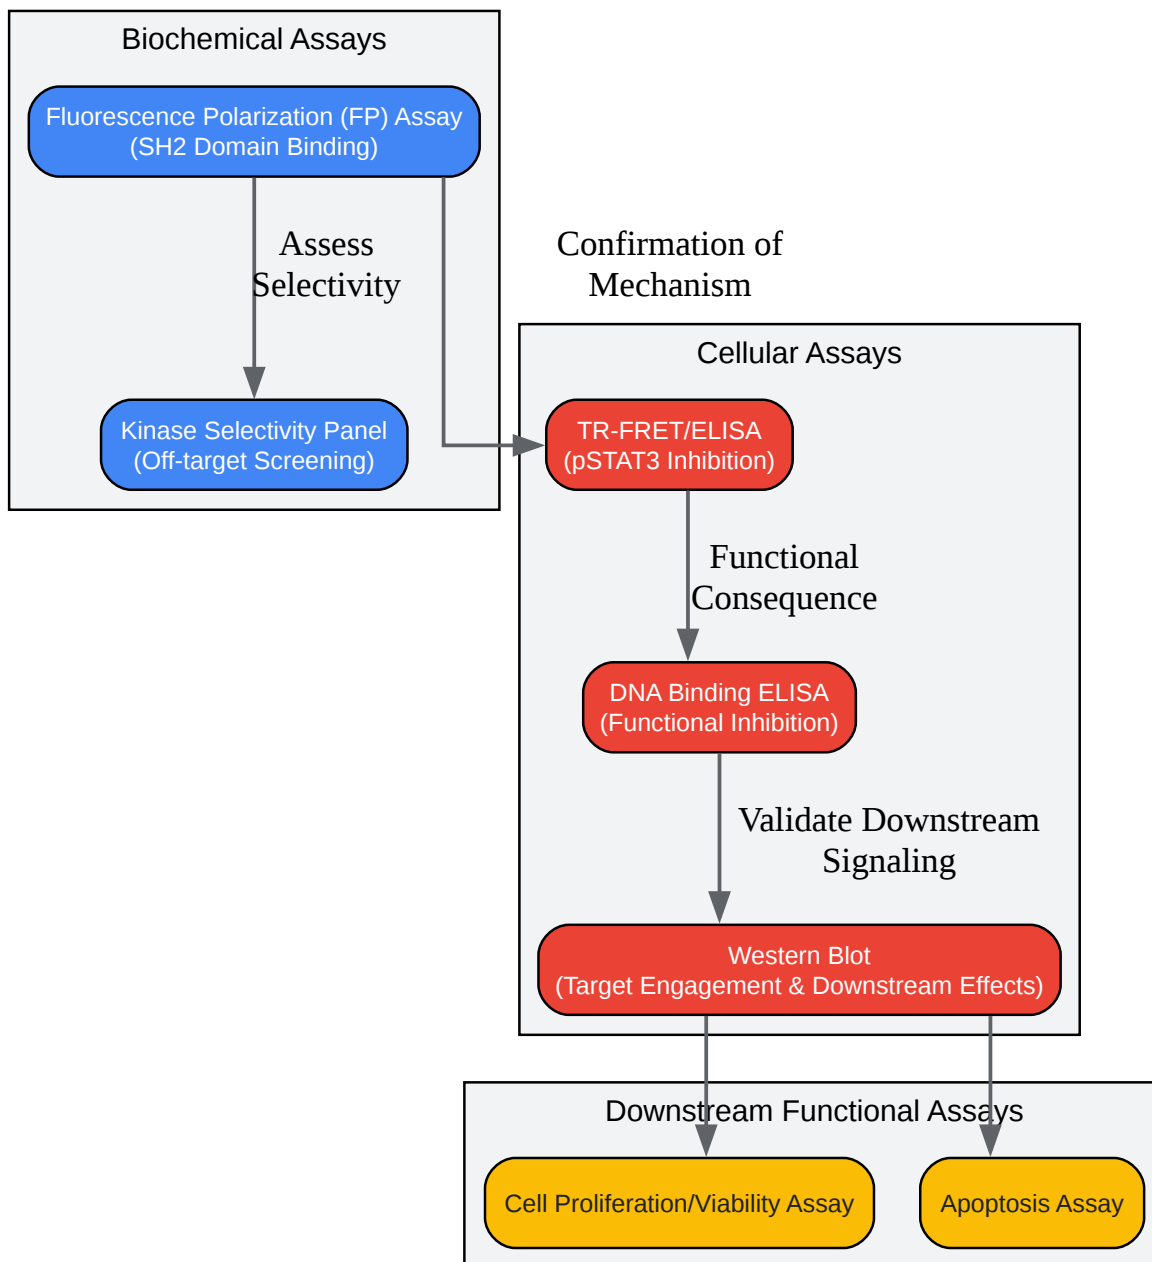 Biochemical Assays
Fluorescence Polarization (FP) Assay
(SH2 Domain Binding)
Assess
Selectivity
Confirmation of
Mechanism
Kinase Selectivity Panel
(Off-target Screening)
Cellular Assays
TR-FRET/ELISA
(pSTAT3 Inhibition)
Functional
Consequence
DNA Binding ELISA
(Functional Inhibition)
Validate Downstream
Signaling
Western Blot
(Target Engagement & Downstream Effects)
Downstream Functional Assays
Cell Proliferation/Viability Assay
Apoptosis Assay